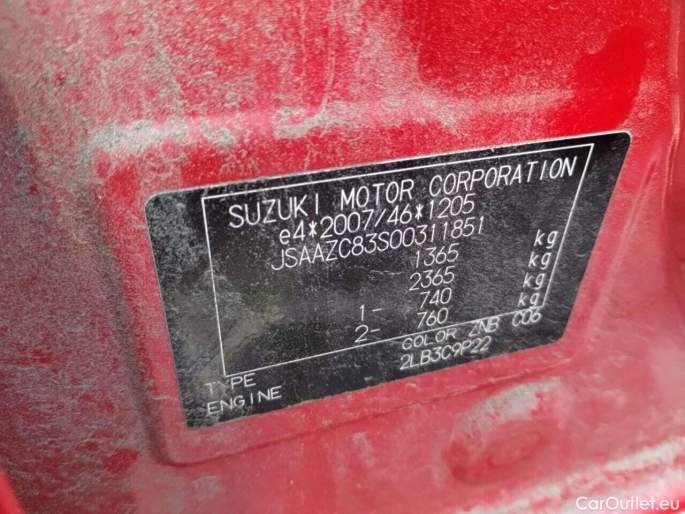 SUZUKI MOTOR CORPORATION
e4*2007/46*1205
JSAAZC83S00311851
1365 kg
2365 kg
1- 740 kg
2- 760
COLOR ZNB C06
TYPE 2LB3C9P22
ENGINE
CarOutlet.eu